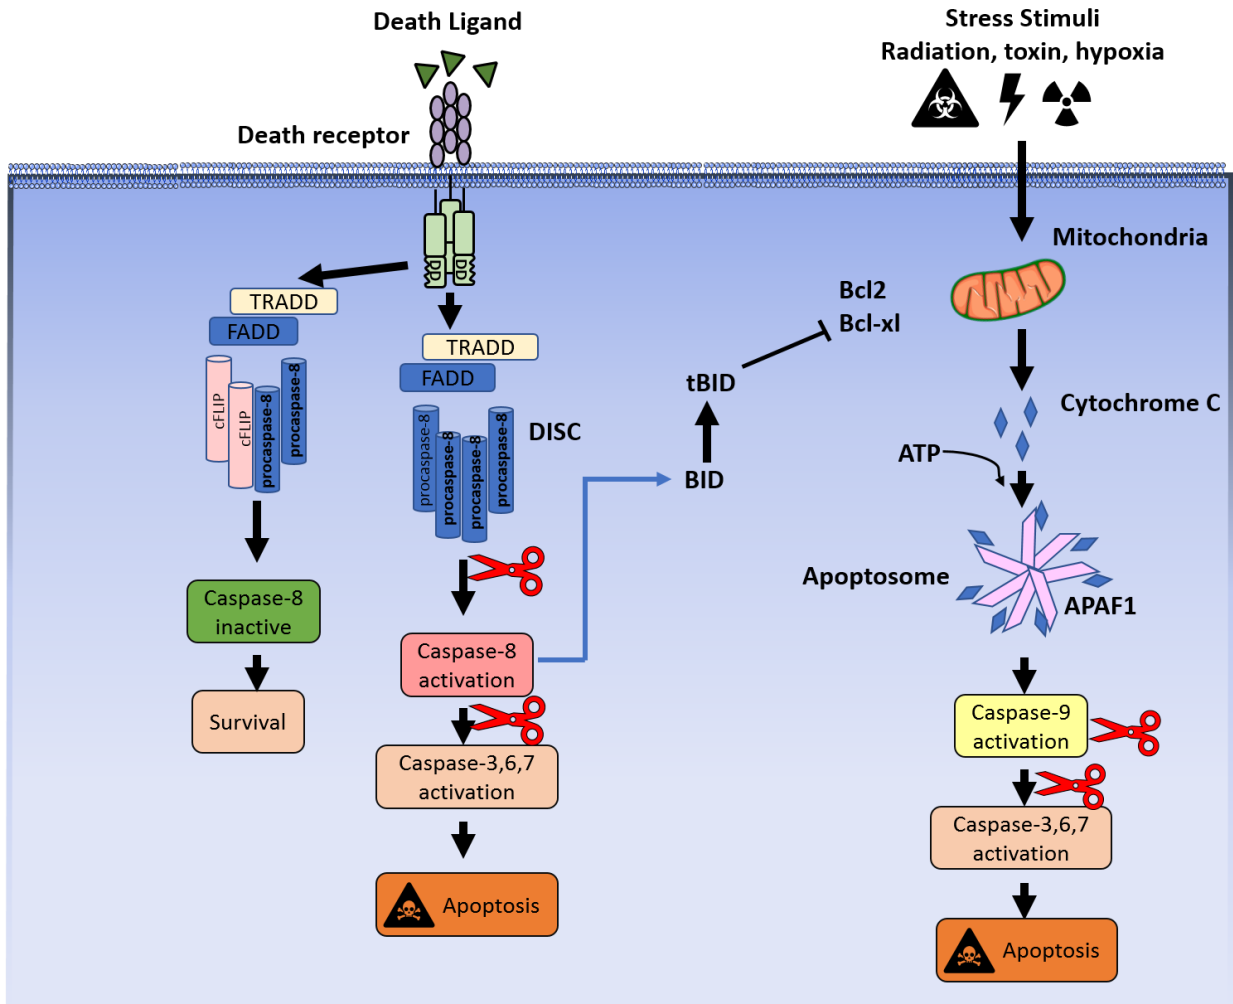 Death Ligand
Death receptor
DD
DD
TRADD
FADD
cFLIP
cFLIP
procaspase-8
procaspase-8
Caspase-8
inactive
Survival
TRADD
FADD
procaspase-8
procaspase-8
procaspase-8
procaspase-8
DISC
Caspase-8
activation
Caspase-3,6,7
activation
Apoptosis
BID
tBID
Bcl2
Bcl-xl
Stress Stimuli
Radiation, toxin, hypoxia
Mitochondria
Cytochrome C
ATP
Apoptosome
APAF1
Caspase-9
activation
Caspase-3,6,7
activation
Apoptosis